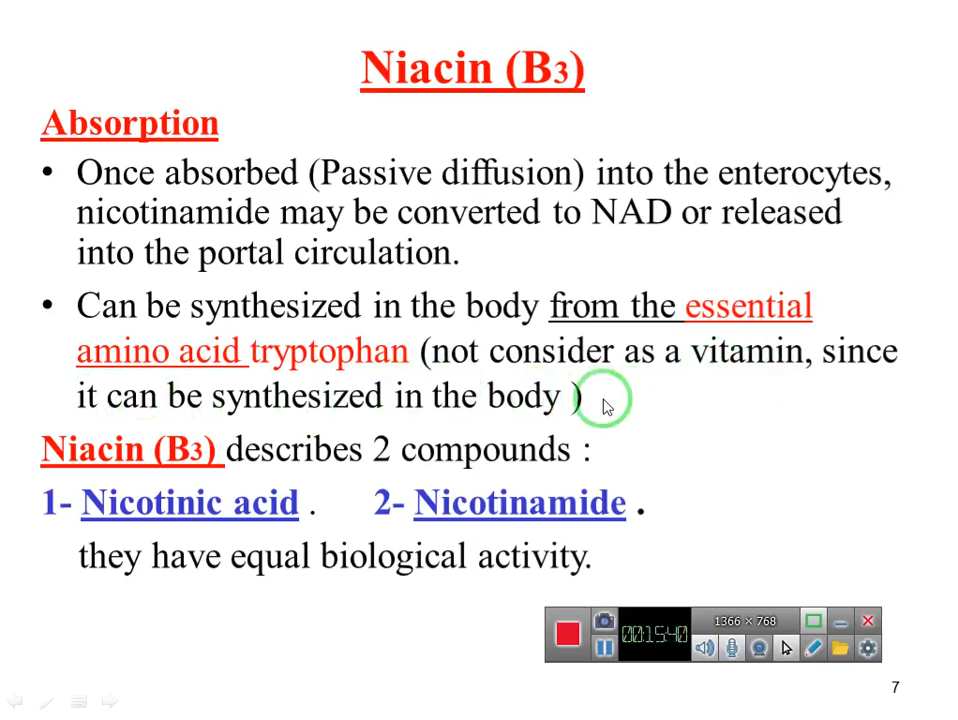 Niacin (B3)
Absorption
• Once absorbed (Passive diffusion) into the enterocytes,
nicotinamide may be converted to NAD or released
into the portal circulation.
• Can be synthesized in the body from the essential
amino acid tryptophan (not consider as a vitamin, since
it can be synthesized in the body )
Niacin (B3) describes 2 compounds :
1- Nicotinic acid . 2- Nicotinamide .
they have equal biological activity.
1366 × 768
00:15:40
7